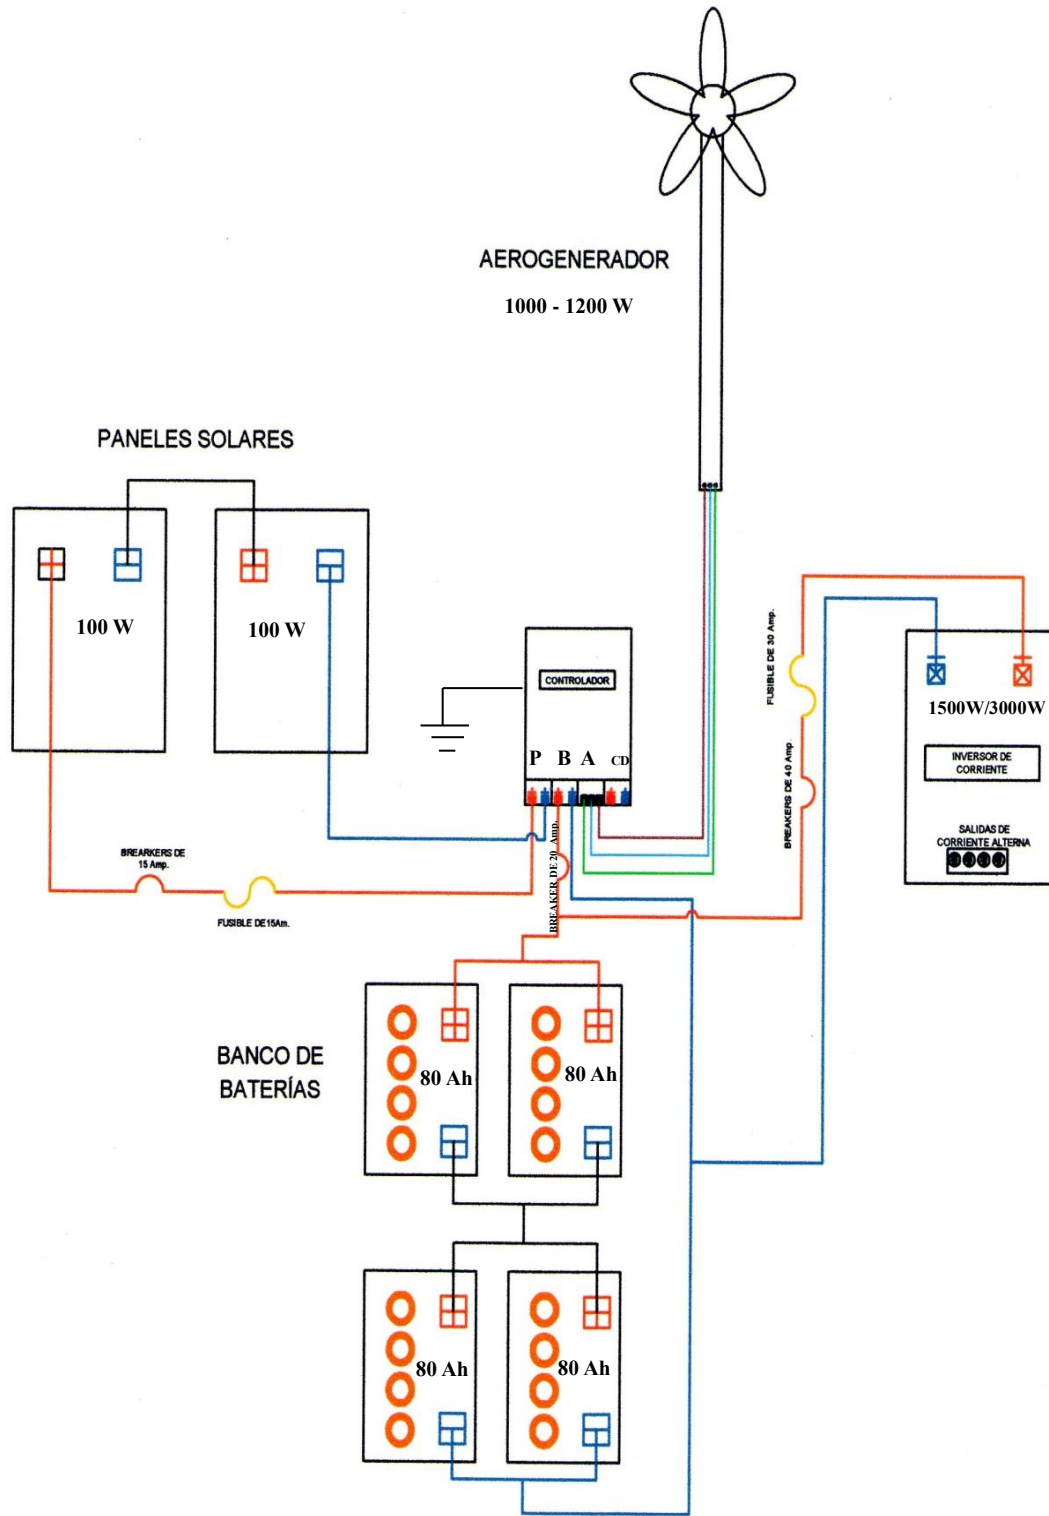 AEROGENERADOR
1000 - 1200 W
PANELES SOLARES
100 W
100 W
CONTROLADOR
P B A CD
FUSIBLE DE 30 Amp.
BREAKERS DE 40 Amp.
1500W/3000W
INVERSOR DE
CORRIENTE
SALIDAS DE
CORRIENTE ALTERNA
BREARKERS DE
15 Amp.
FUSIBLE DE15Am.
BREAKER DE 20 Amp.
BANCO DE
BATERÍAS
80 Ah
80 Ah
80 Ah
80 Ah